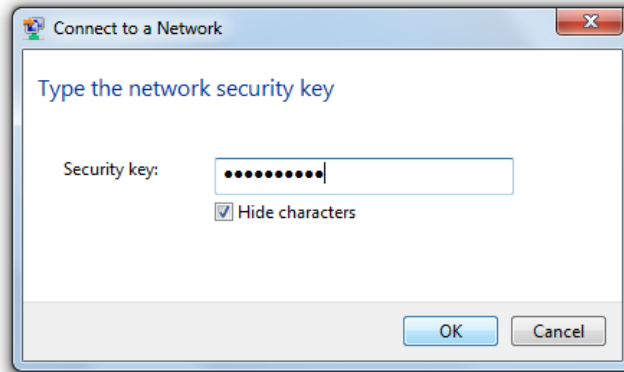 Connect to a Network
Type the network security key
Security key: ••••••••••
Hide characters
OK Cancel